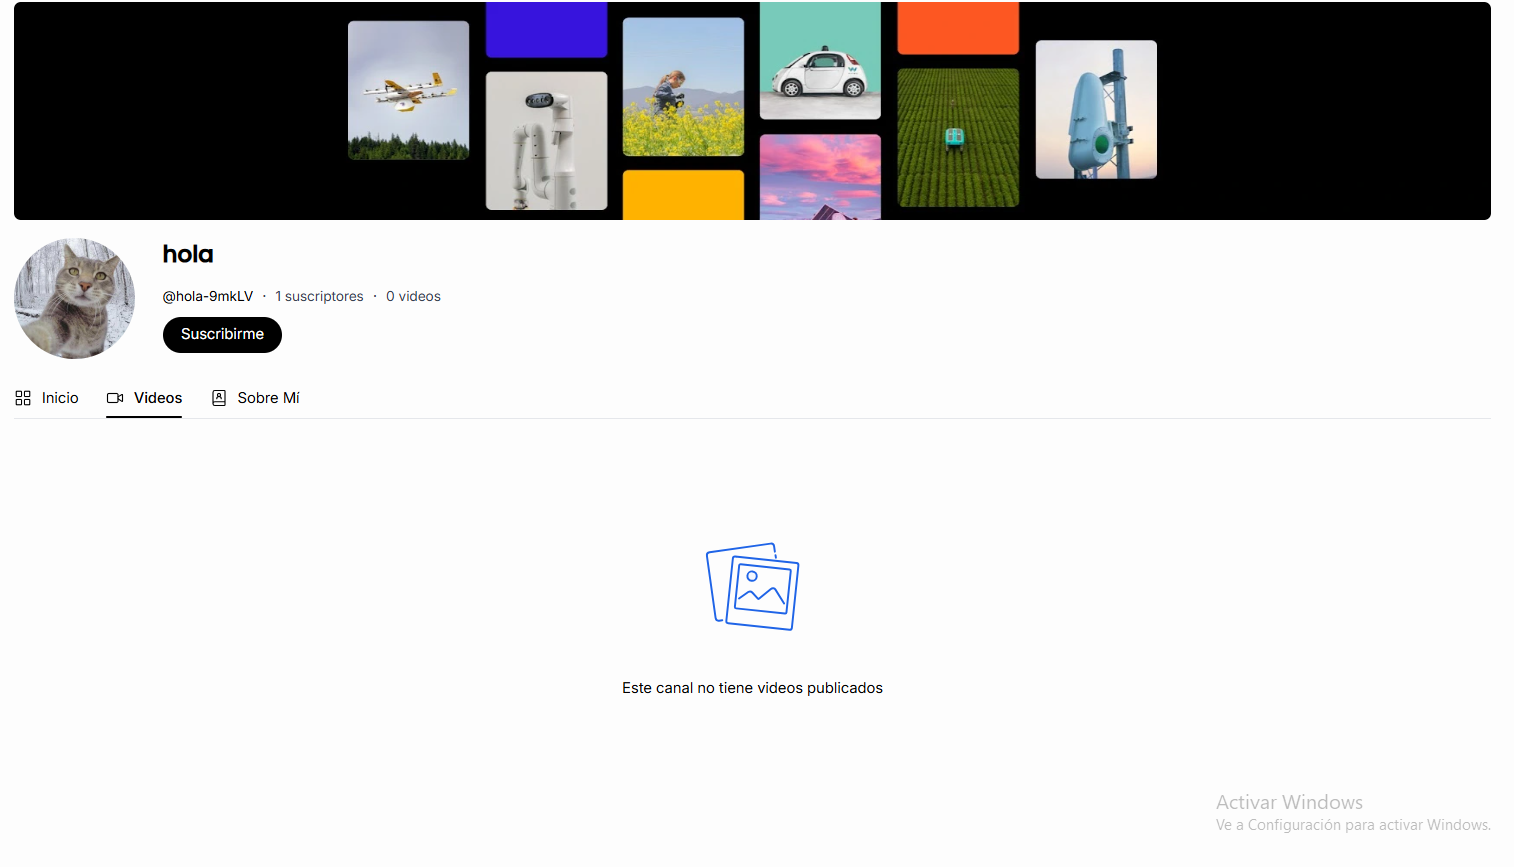 hola
@hola-9mkLV · 1 suscriptores · 0 videos
Suscribirme
Inicio Videos Sobre Mí
Este canal no tiene videos publicados
Activar Windows
Ve a Configuración para activar Windows.